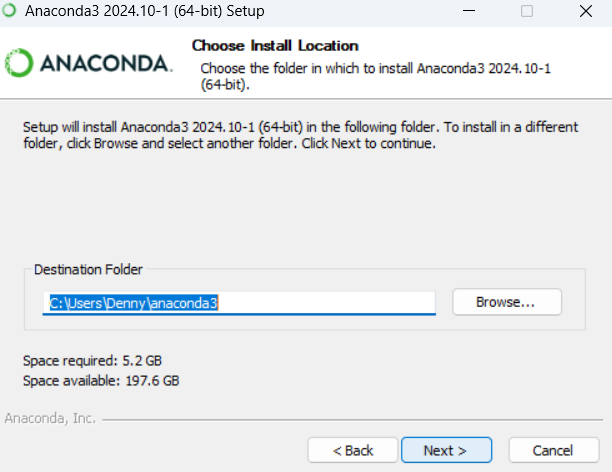 Anaconda3 2024.10-1 (64-bit) Setup
ANACONDA.
Choose Install Location
Choose the folder in which to install Anaconda3 2024.10-1
(64-bit).
Setup will install Anaconda3 2024.10-1 (64-bit) in the following folder. To install in a different
folder, click Browse and select another folder. Click Next to continue.
Destination Folder
C:\Users\Denny\anaconda3
Browse...
Space required: 5.2 GB
Space available: 197.6 GB
Anaconda, Inc.
< Back
Next >
Cancel